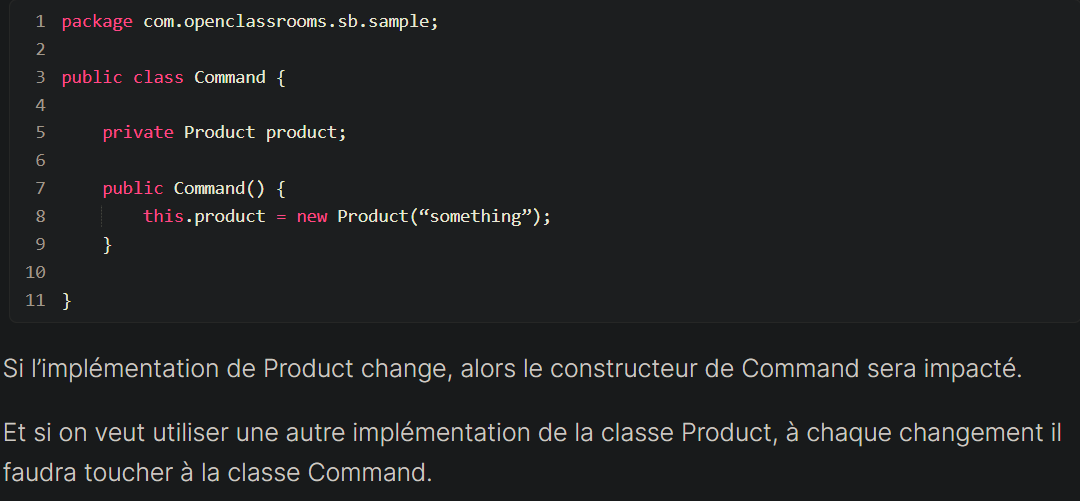 1 package com.openclassrooms.sb.sample;
2
3 public class Command {
4
5     private Product product;
6
7     public Command() {
8         this.product = new Product(“something”);
9     }
10
11 }
Si l’implémentation de Product change, alors le constructeur de Command sera impacté.
Et si on veut utiliser une autre implémentation de la classe Product, à chaque changement il
faudra toucher à la classe Command.